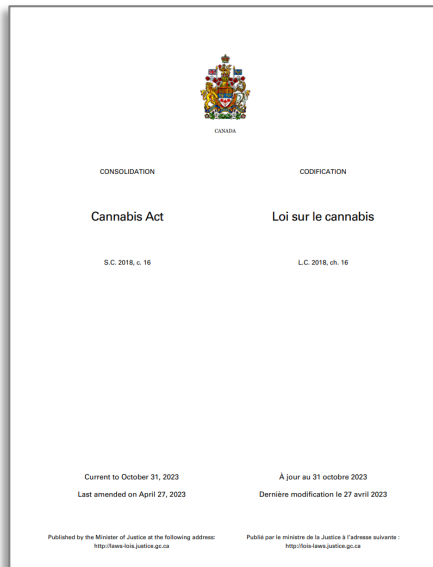 CANADA
CONSOLIDATION
CODIFICATION
Cannabis Act
Loi sur le cannabis
S.C. 2018, c. 16
L.C. 2018, ch. 16
Current to October 31, 2023
À jour au 31 octobre 2023
Last amended on April 27, 2023
Dernière modification le 27 avril 2023
Published by the Minister of Justice at the following address:
http://laws-lois.justice.gc.ca
Publié par le ministre de la Justice à l'adresse suivante :
http://lois-laws.justice.gc.ca